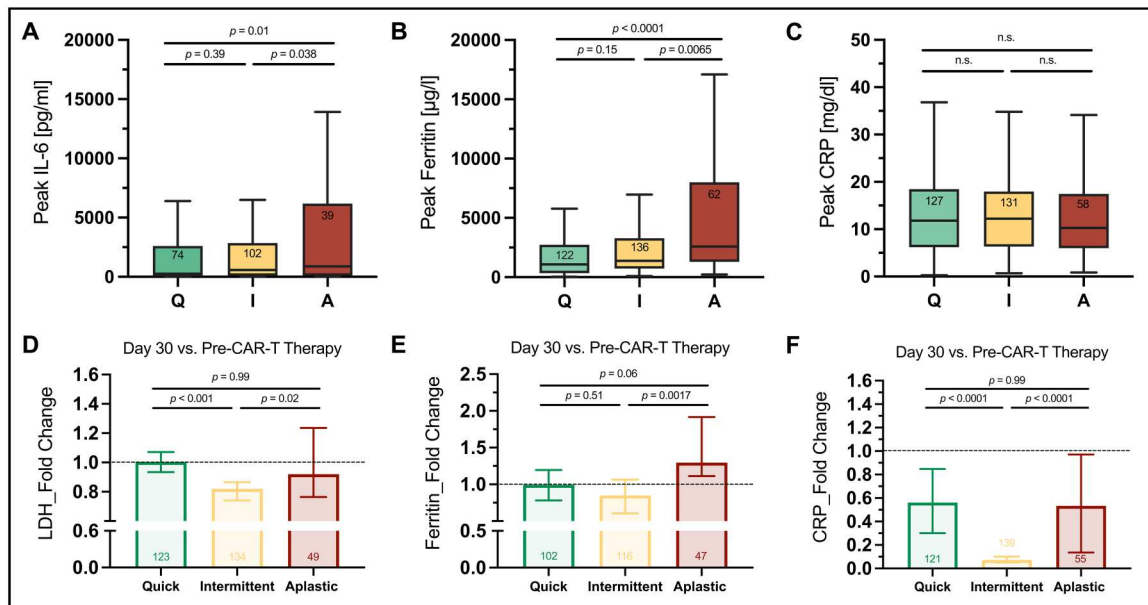 A
p = 0.01
p = 0.39
p = 0.038
Peak IL-6 [pg/ml]
20000
15000
10000
5000
0
74
102
39
Q I A
B
p < 0.0001
p = 0.15
p = 0.0065
Peak Ferritin [µg/l]
20000
15000
10000
5000
0
122
136
62
Q I A
C
n.s.
n.s.
n.s.
Peak CRP [mg/dl]
50
40
30
20
10
0
127
131
58
Q I A
D
Day 30 vs. Pre-CAR-T Therapy
p = 0.99
p < 0.001
p = 0.02
LDH_Fold Change
1.6
1.4
1.2
1.0
0.8
0.6
0.0
123
134
49
Quick Intermittent Aplastic
E
Day 30 vs. Pre-CAR-T Therapy
p = 0.06
p = 0.51
p = 0.0017
Ferritin_Fold Change
2.5
2.0
1.5
1.0
0.5
0.0
102
116
47
Quick Intermittent Aplastic
F
Day 30 vs. Pre-CAR-T Therapy
p = 0.99
p < 0.0001
p < 0.0001
CRP_Fold Change
1.6
1.4
1.2
1.0
0.8
0.6
0.4
0.2
0.0
121
139
55
Quick Intermittent Aplastic